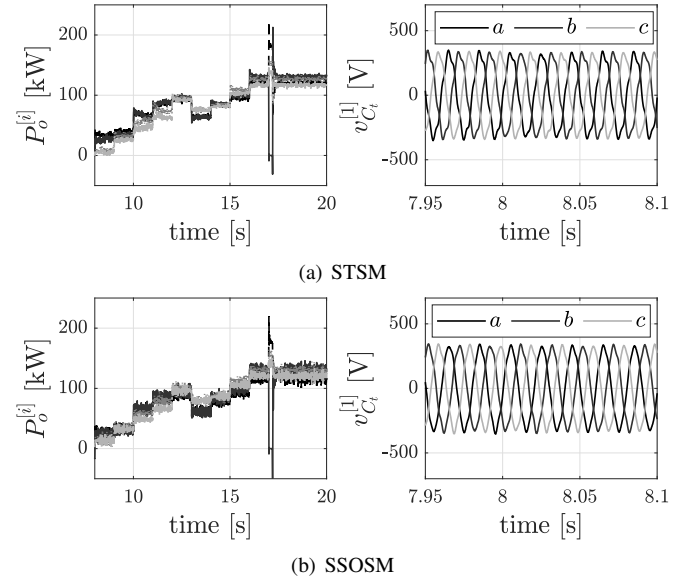 200
100
0
P_o^{[i]} [kW]
10
15
20
time [s]
500
0
-500
v_{C_t}^{[1]} [V]
a b c
7.95
8
8.05
8.1
time [s]
(a) STSM
200
100
0
P_o^{[i]} [kW]
10
15
20
time [s]
500
0
-500
v_{C_t}^{[1]} [V]
a b c
7.95
8
8.05
8.1
time [s]
(b) SSOSM